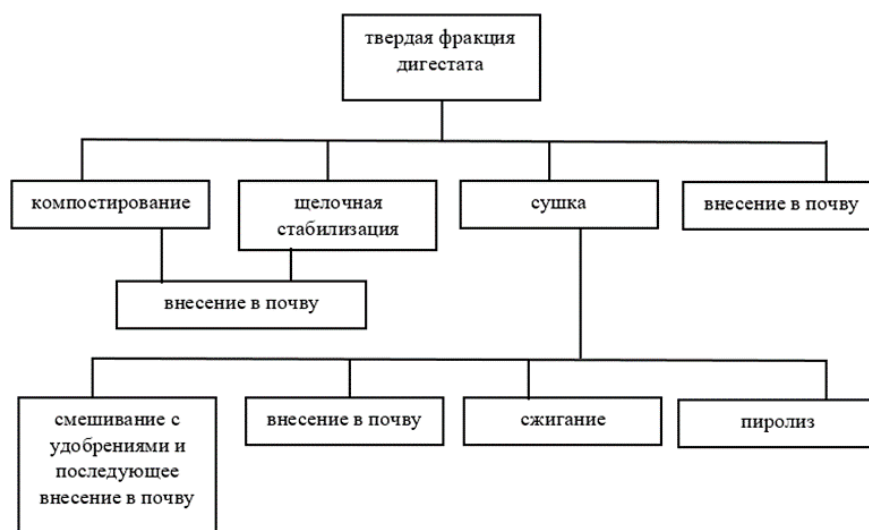 твердая фракция
дигестата
компостирование
щелочная
стабилизация
сушка
внесение в почву
внесение в почву
смешивание с
удобрениями и
последующее
внесение в почву
внесение в почву
сжигание
пиролиз